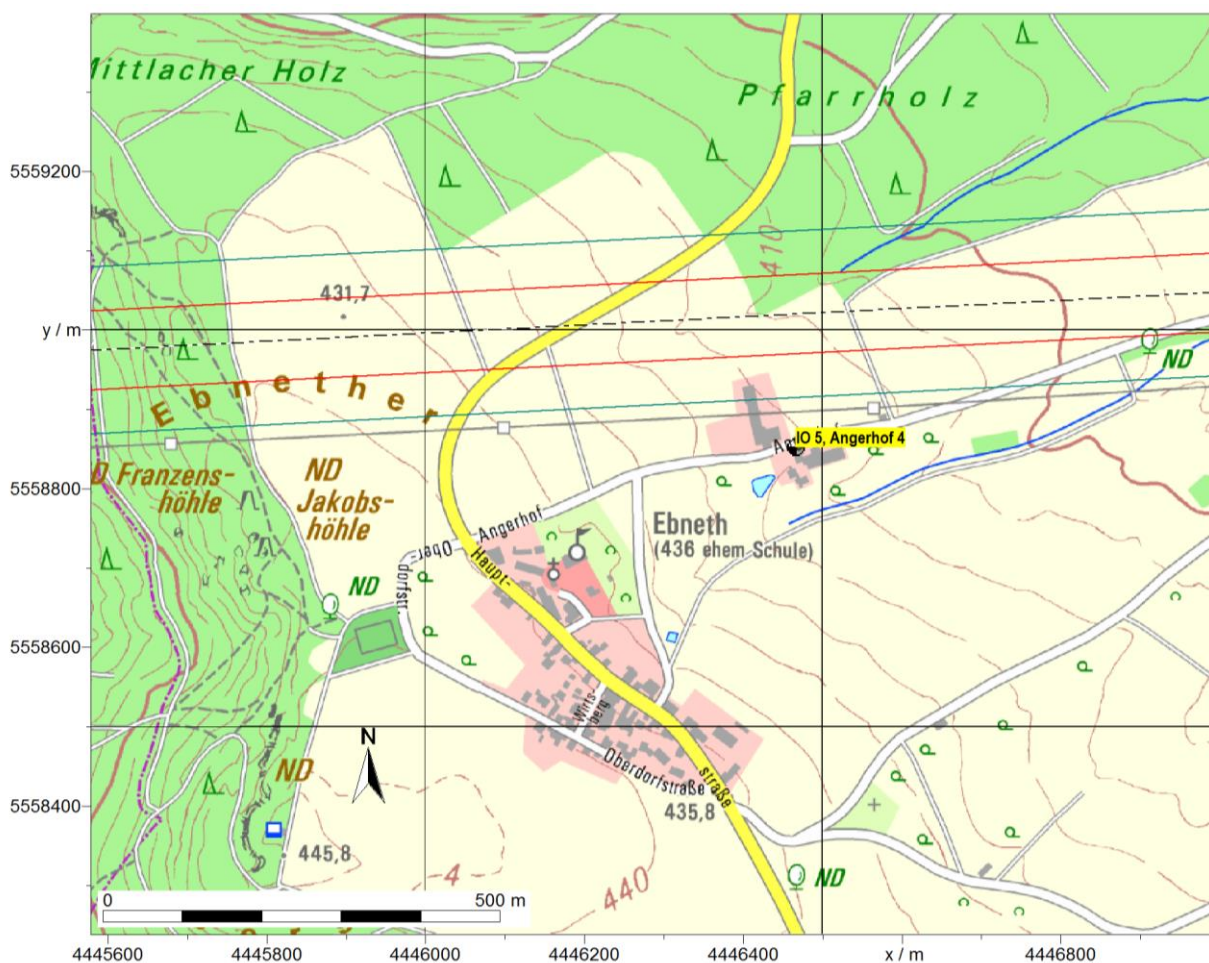 Mittlacher Holz
Pfarrholz
5559200
410
431,7
y / m
ND
Ebnether
IO 5, Angerhof 4
5558800
D Franzens-
höhle
ND
Jakobs-
höhle
Angerhof
Ebneth
(436 ehem Schule)
Ober-
dorfstr.
Haupt-
ND
5558600
Wirts-
berg
N
ND
Oberdorfstraße
straße
435,8
5558400
445,8
4
440
ND
0
500 m
4445600
4445800
4446000
4446200
4446400
x / m
4446800